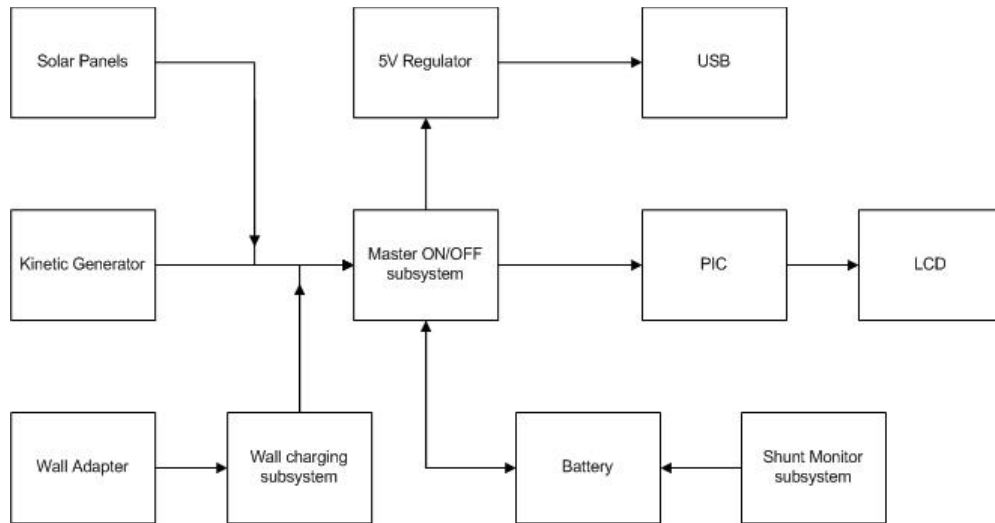 Solar Panels
5V Regulator
USB
Kinetic Generator
Master ON/OFF
subsystem
PIC
LCD
Wall Adapter
Wall charging
subsystem
Battery
Shunt Monitor
subsystem